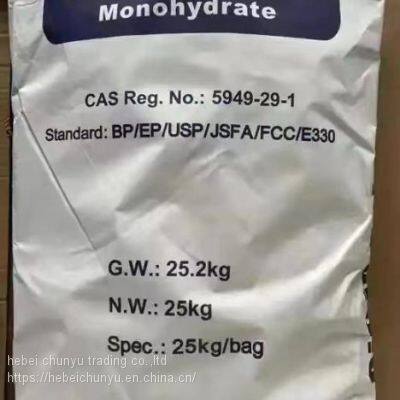 Monohydrate
CAS Reg. No.: 5949-29-1
Standard: BP/EP/USP/JSFA/FCC/E330
G.W.: 25.2kg
N.W.: 25kg
Spec.: 25kg/bag
hebei chunyu trading co.,ltd
https://hebeichunyu.en.china.cn/